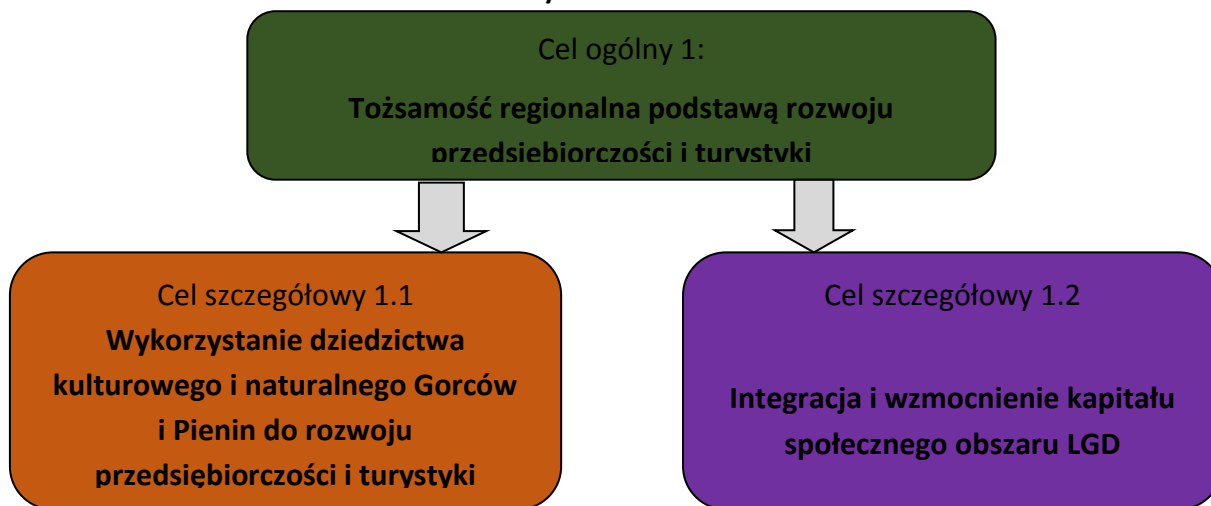 Cel ogólny 1:
Tożsamość regionalna podstawą rozwoju
przedsiębiorczości i turystyki
Cel szczegółowy 1.1
Wykorzystanie dziedzictwa
kulturowego i naturalnego Gorców
i Pienin do rozwoju
przedsiębiorczości i turystyki
Cel szczegółowy 1.2
Integracja i wzmocnienie kapitału
społecznego obszaru LGD